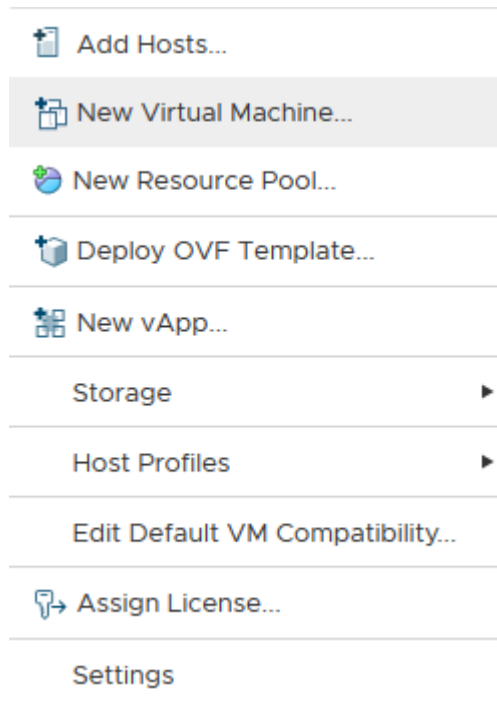 Add Hosts...
New Virtual Machine...
New Resource Pool...
Deploy OVF Template...
New vApp...
Storage
Host Profiles
Edit Default VM Compatibility...
Assign License...
Settings